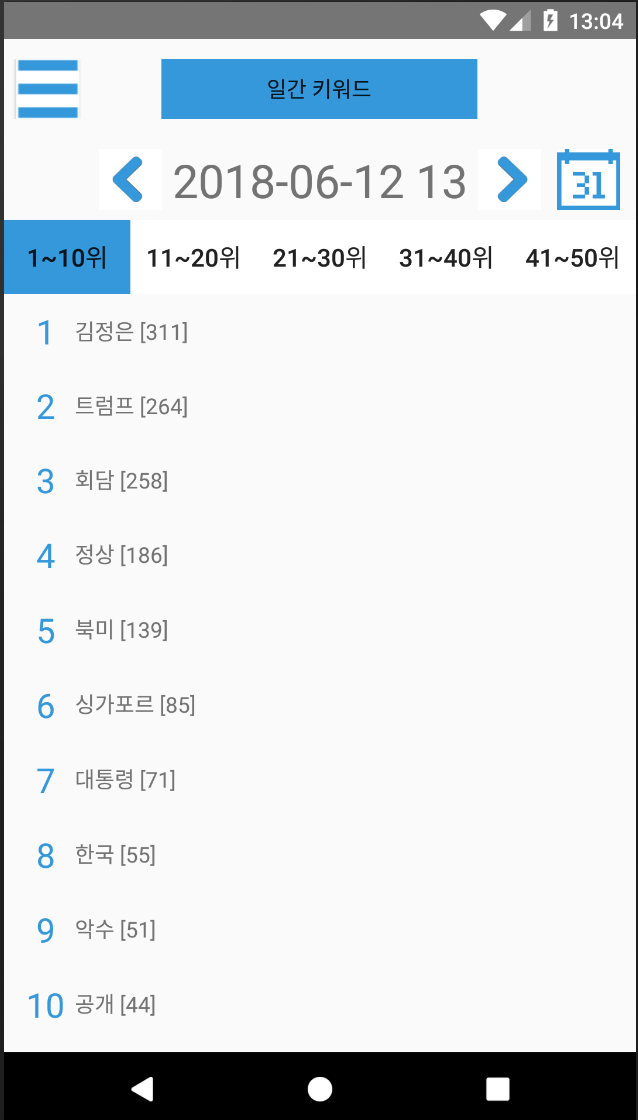 13:04
일간 키워드
2018-06-12 13
31
1~10위 11~20위 21~30위 31~40위 41~50위
1 김정은 [311]
2 트럼프 [264]
3 회담 [258]
4 정상 [186]
5 북미 [139]
6 싱가포르 [85]
7 대통령 [71]
8 한국 [55]
9 악수 [51]
10 공개 [44]